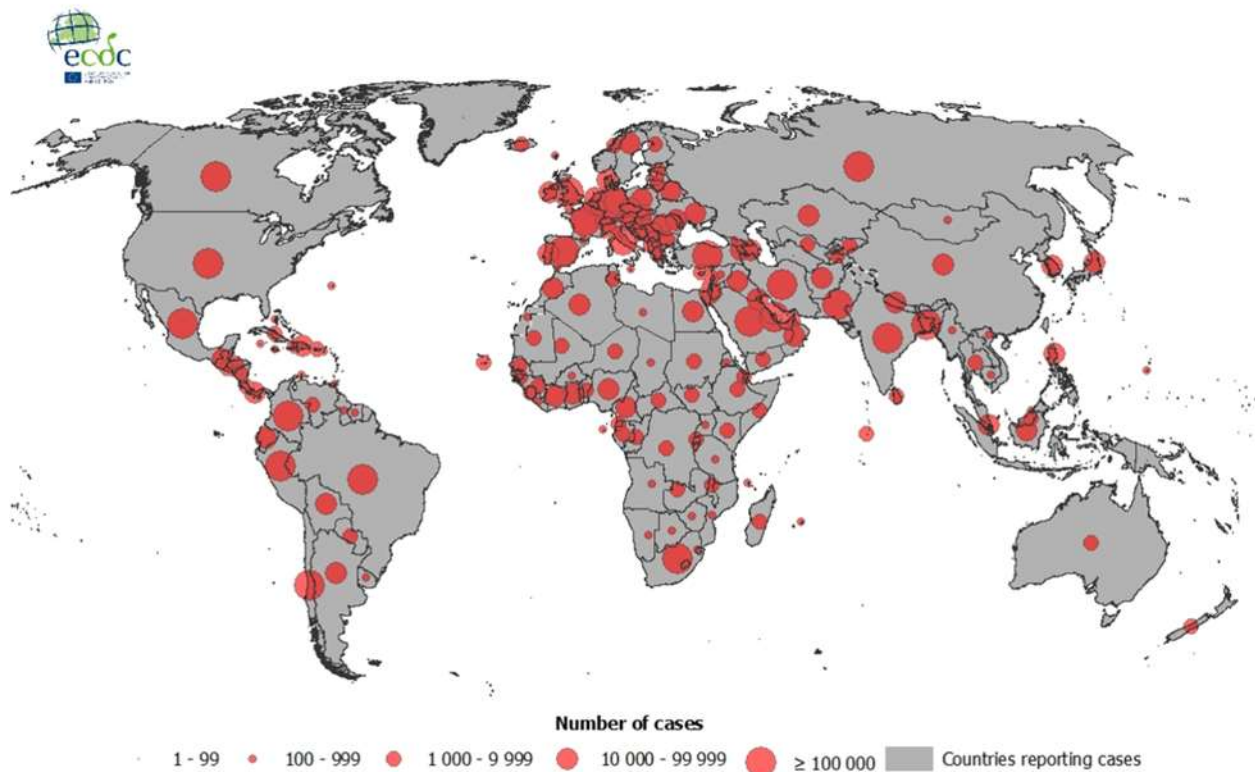 ecdc
Number of cases
1 - 99
100 - 999
1 000 - 9 999
10 000 - 99 999
≥ 100 000
Countries reporting cases